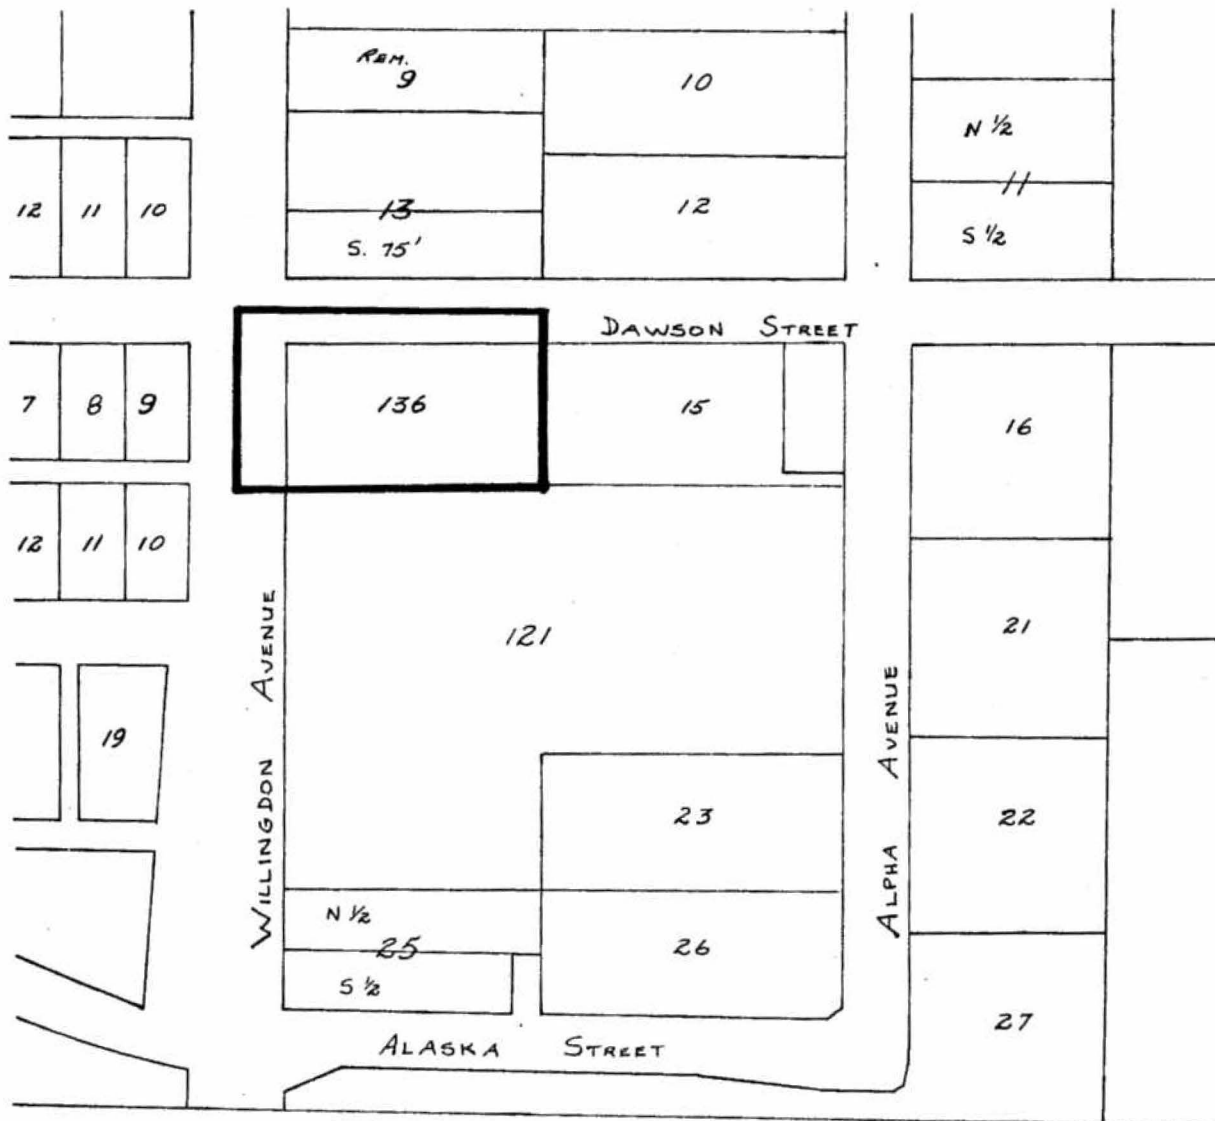 REM.
9
10
N 1/2
11
S 1/2
12 11 10
13
S. 75'
12
DAWSON STREET
7 8 9
136
15
16
12 11 10
121
21
WILLINGDON AVENUE
ALPHA AVENUE
19
23
22
N 1/2
25
S 1/2
26
27
ALASKA STREET